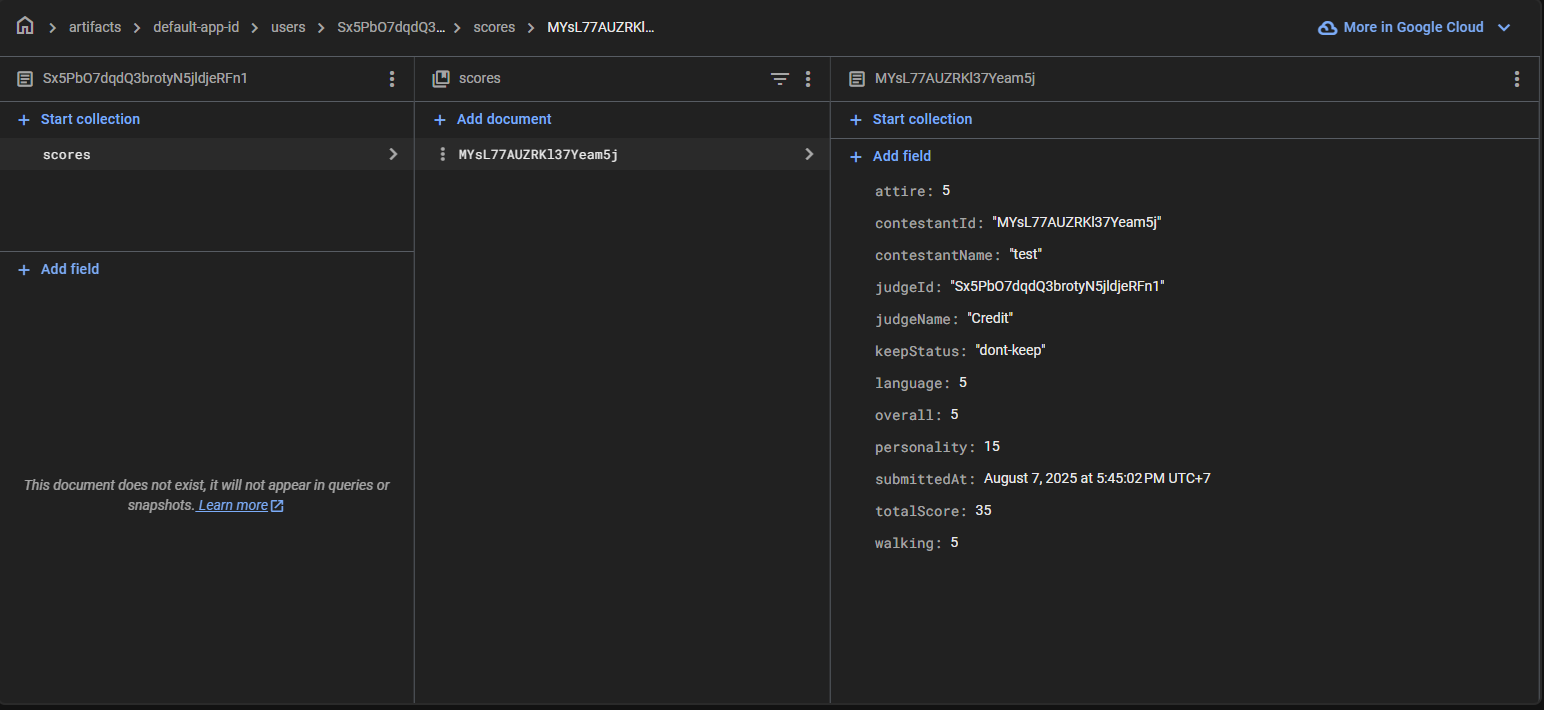 artifacts > default-app-id > users > Sx5PbO7dqdQ3... > scores > MYsL77AUZRKl... More in Google Cloud
Sx5PbO7dqdQ3brotyN5jldjeRFn1
Start collection
scores
Add field
This document does not exist, it will not appear in queries or
snapshots. Learn more
scores
Add document
MYsL77AUZRKl37Yeam5j
MYsL77AUZRKl37Yeam5j
Start collection
Add field
attire: 5
contestantId: "MYsL77AUZRKl37Yeam5j"
contestantName: "test"
judgeId: "Sx5PbO7dqdQ3brotyN5jldjeRFn1"
judgeName: "Credit"
keepStatus: "dont-keep"
language: 5
overall: 5
personality: 15
submittedAt: August 7, 2025 at 5:45:02 PM UTC+7
totalScore: 35
walking: 5